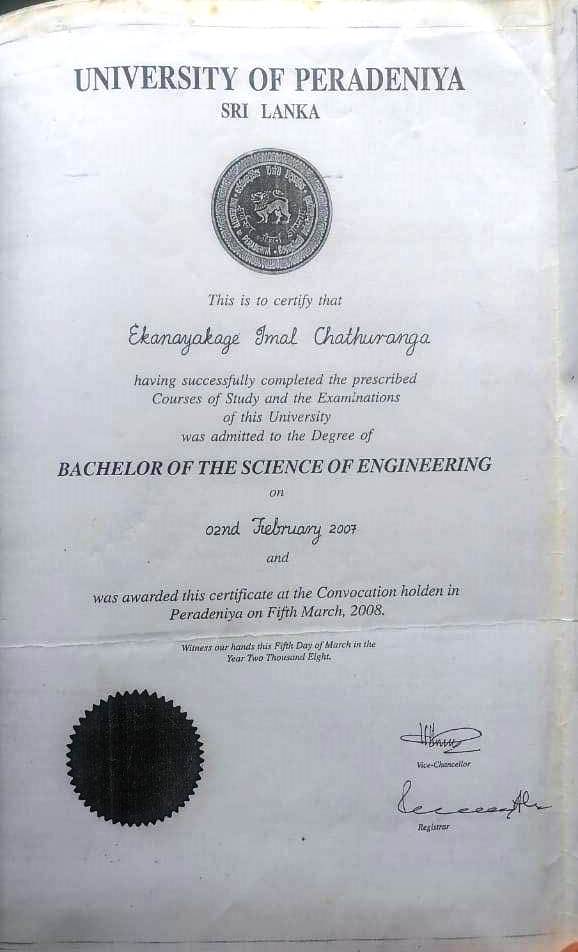 UNIVERSITY OF PERADENIYA
SRI LANKA
This is to certify that
Ekanayakage Imal Chathuranga
having successfully completed the prescribed
Courses of Study and the Examinations
of this University
was admitted to the Degree of
BACHELOR OF THE SCIENCE OF ENGINEERING
on
02nd February 2007
and
was awarded this certificate at the Convocation holden in
Peradeniya on Fifth March, 2008.
Witness our hands this Fifth Day of March in the
Year Two Thousand Eight.
Vice-Chancellor
Registrar